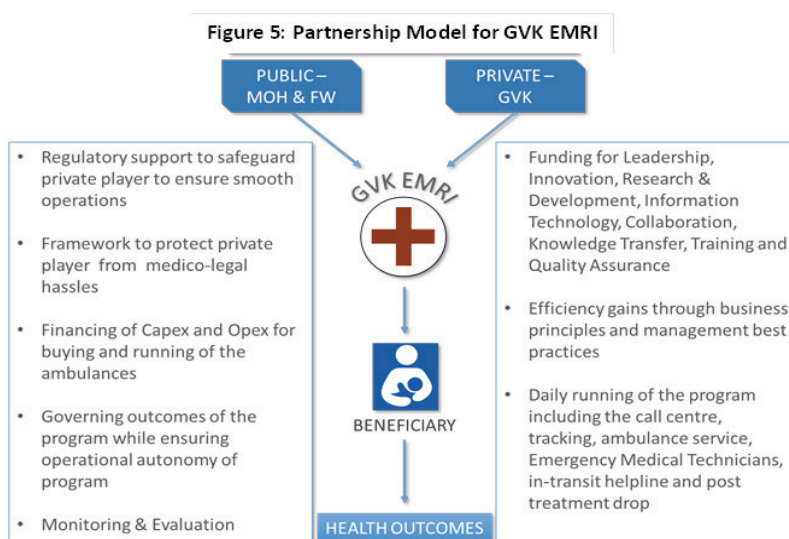 Figure 5: Partnership Model for GVK EMRI
PUBLIC –
MOH & FW
PRIVATE –
GVK
• Regulatory support to safeguard
private player to ensure smooth
operations
• Framework to protect private
player from medico-legal
hassles
• Financing of Capex and Opex for
buying and running of the
ambulances
• Governing outcomes of the
program while ensuring
operational autonomy of
program
• Monitoring & Evaluation
GVK EMRI
BENEFICIARY
HEALTH OUTCOMES
• Funding for Leadership,
Innovation, Research &
Development, Information
Technology, Collaboration,
Knowledge Transfer, Training and
Quality Assurance
• Efficiency gains through business
principles and management best
practices
• Daily running of the program
including the call centre,
tracking, ambulance service,
Emergency Medical Technicians,
in-transit helpline and post
treatment drop